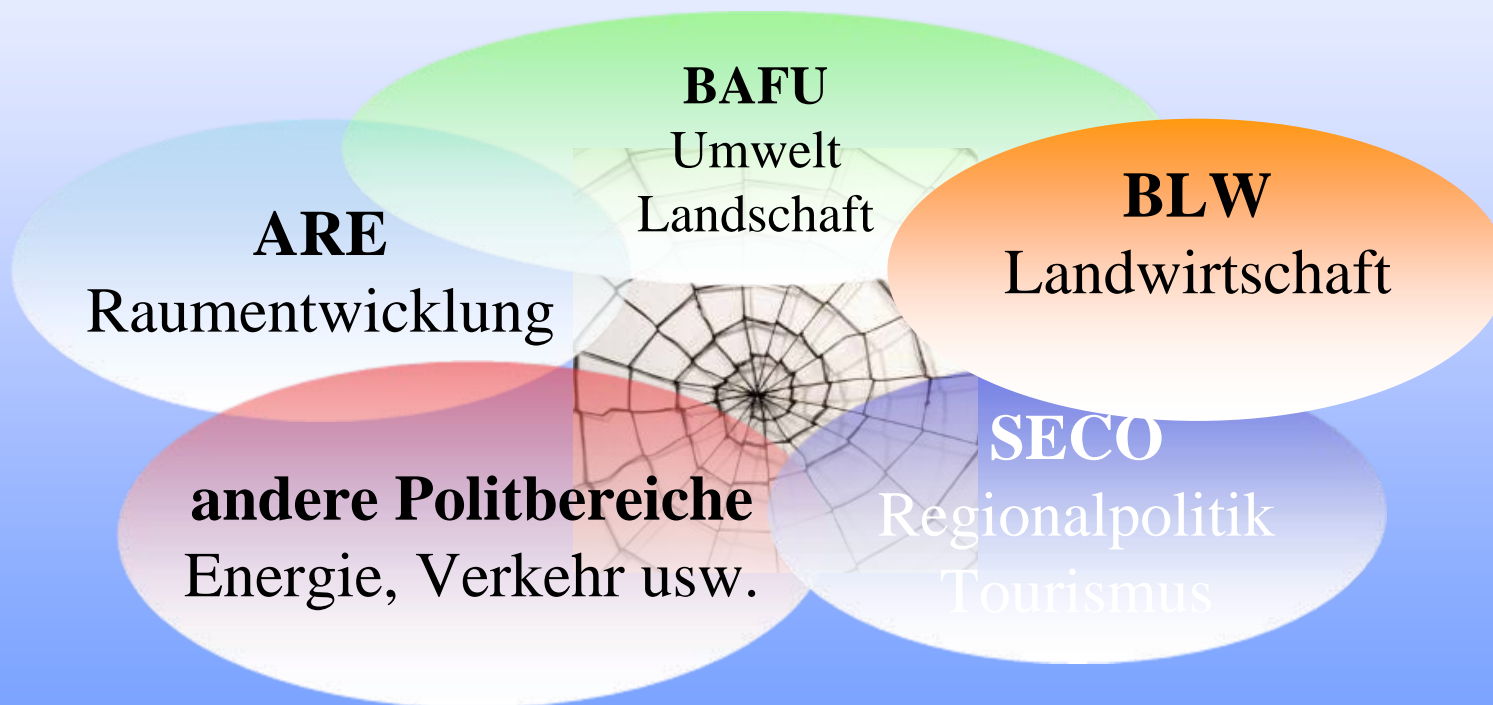 BAFU
Umwelt
Landschaft
ARE
Raumentwicklung
BLW
Landwirtschaft
andere Politbereiche
Energie, Verkehr usw.
SECO
Regionalpolitik
Tourismus